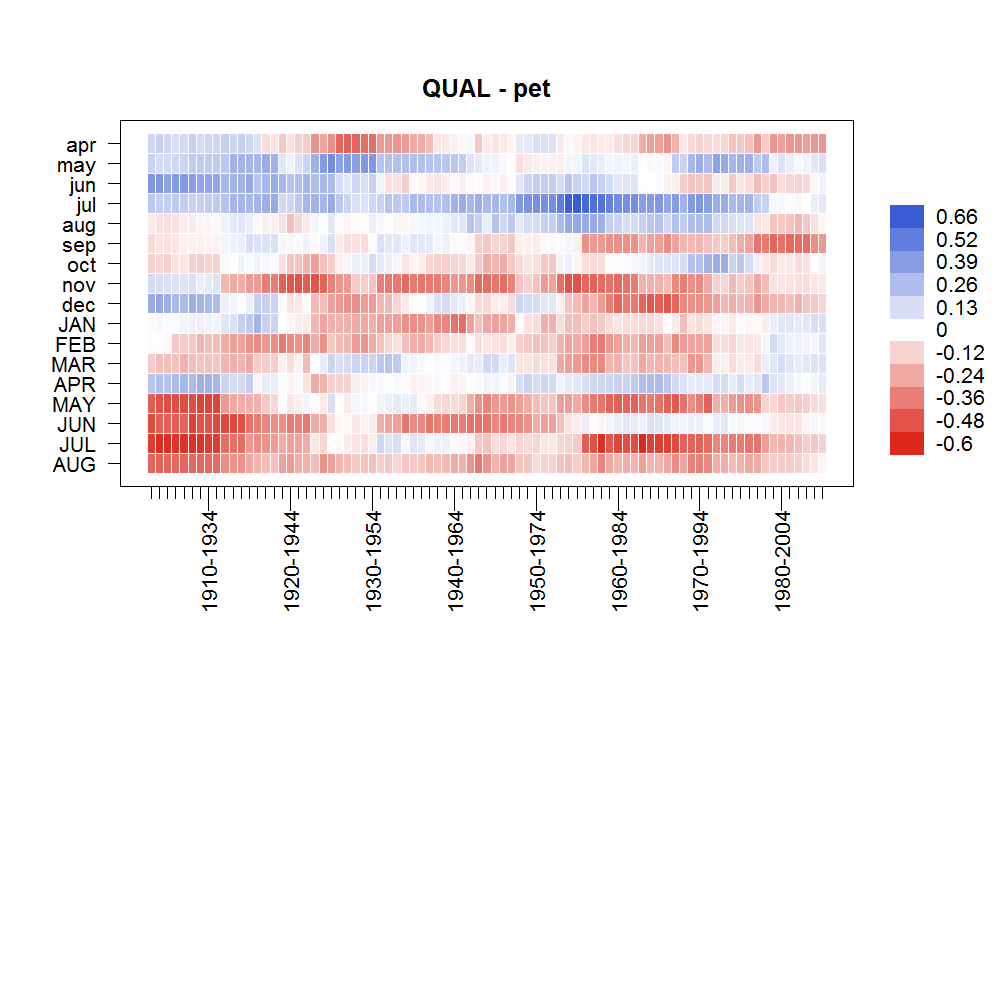 QUAL - pet
apr
may
jun
jul
aug
sep
oct
nov
dec
JAN
FEB
MAR
APR
MAY
JUN
JUL
AUG
0.66
0.52
0.39
0.26
0.13
0
-0.12
-0.24
-0.36
-0.48
-0.6
1910-1934
1920-1944
1930-1954
1940-1964
1950-1974
1960-1984
1970-1994
1980-2004